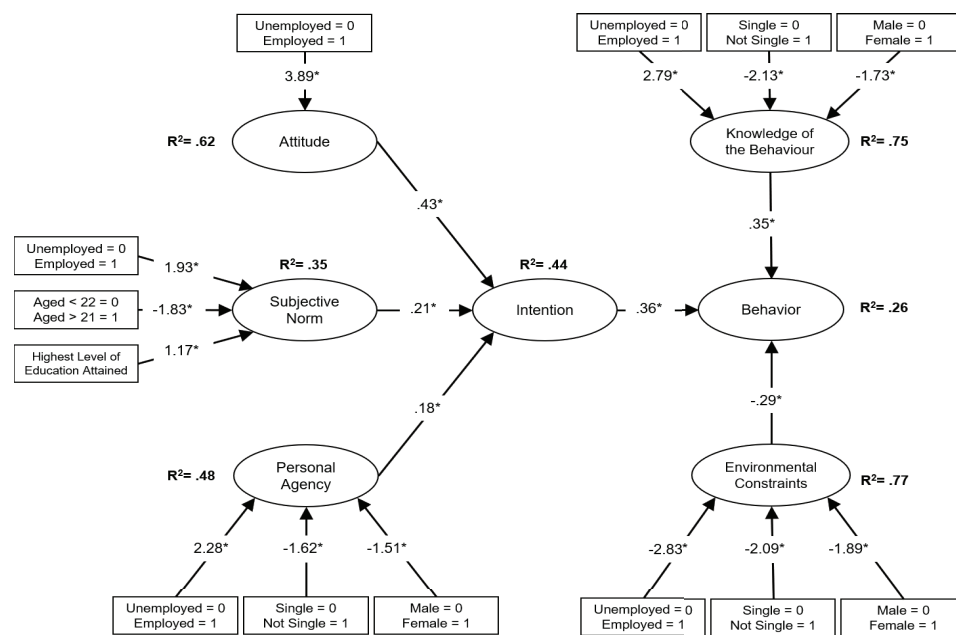 Unemployed = 0
Employed = 1
Unemployed = 0
Employed = 1
Single = 0
Not Single = 1
Male = 0
Female = 1
3.89*
2.79*
-2.13*
-1.73*
R²= .62
Attitude
Knowledge of
the Behaviour
R²= .75
.43*
.35*
Unemployed = 0
Employed = 1
1.93*
R²= .35
R²= .44
Aged < 22 = 0
Aged > 21 = 1
-1.83*
Subjective
Norm
.21*
Intention
.36*
Behavior
R²= .26
Highest Level of
Education Attained
1.17*
.18*
-.29*
R²= .48
Personal
Agency
Environmental
Constraints
R²= .77
2.28*
-1.62*
-1.51*
-2.83*
-2.09*
-1.89*
Unemployed = 0
Employed = 1
Single = 0
Not Single = 1
Male = 0
Female = 1
Unemployed = 0
Employed = 1
Single = 0
Not Single = 1
Male = 0
Female = 1